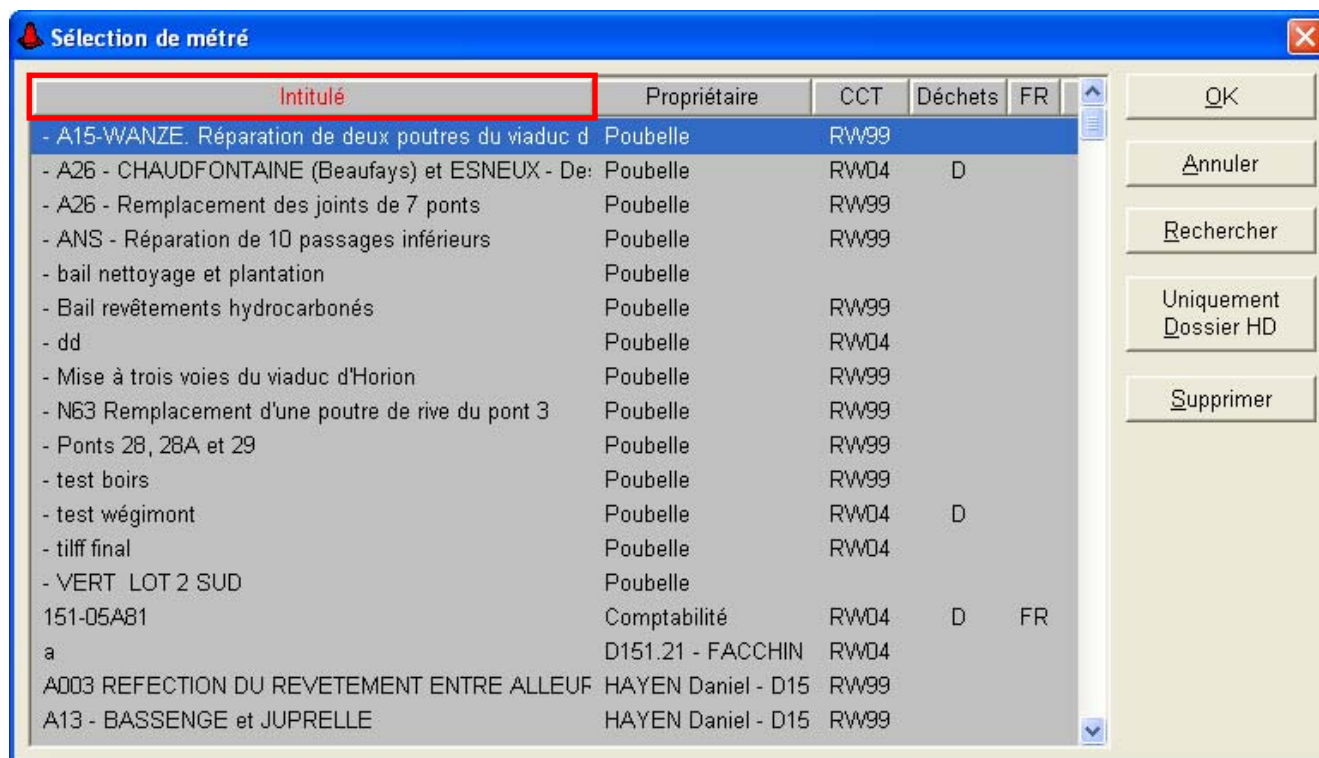 Sélection de métré
Intitulé Propriétaire CCT Déchets FR
- A15-WANZE. Réparation de deux poutres du viaduc d Poubelle RW99
- A26 - CHAUDFONTAINE (Beaufays) et ESNEUX - De Poubelle RW04 D
- A26 - Remplacement des joints de 7 ponts Poubelle RW99
- ANS - Réparation de 10 passages inférieurs Poubelle RW99
- bail nettoyage et plantation Poubelle
- Bail revêtements hydrocarbonés Poubelle RW99
- dd Poubelle RW04
- Mise à trois voies du viaduc d'Horion Poubelle RW99
- N63 Remplacement d'une poutre de rive du pont 3 Poubelle RW99
- Ponts 28, 28A et 29 Poubelle RW99
- test boirs Poubelle RW99
- test wégimont Poubelle RW04 D
- tilff final Poubelle RW04
- VERT LOT 2 SUD Poubelle
151-05A81 Comptabilité RW04 D FR
a D151.21 - FACCHIN RW04
A003 REFECTION DU REVETEMENT ENTRE ALLEUR HAYEN Daniel - D15 RW99
A13 - BASSENGE et JUPRELLE HAYEN Daniel - D15 RW99
OK
Annuler
Rechercher
Uniquement
Dossier HD
Supprimer